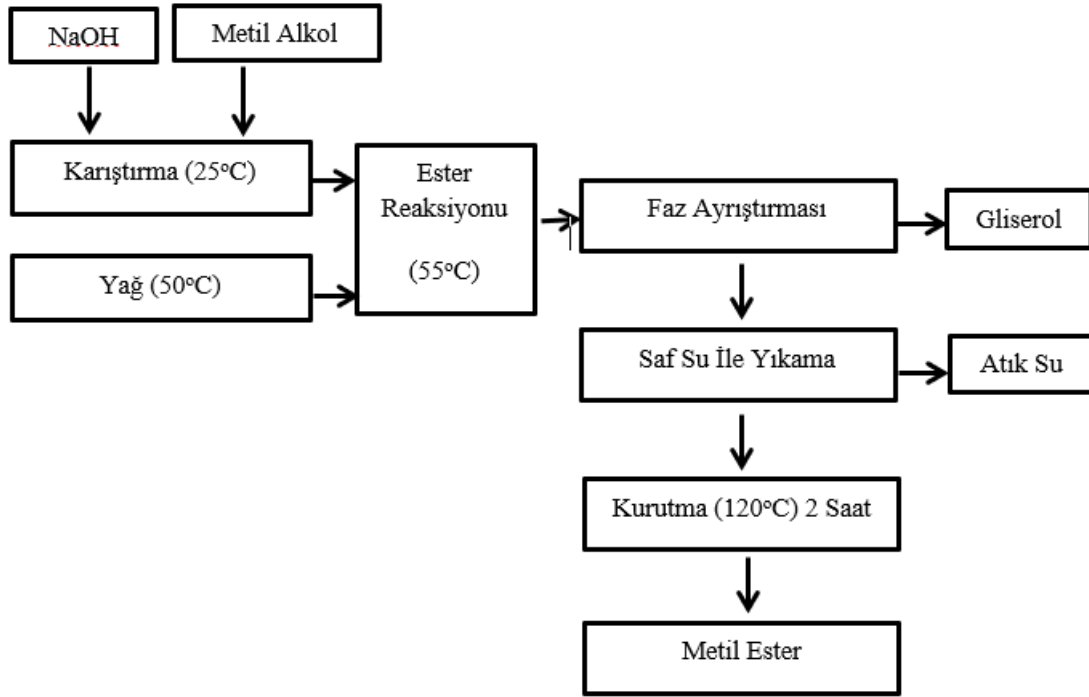 NaOH
Metil Alkol
Karıştırma (25°C)
Yağ (50°C)
Ester
Reaksiyonu
(55°C)
Faz Ayrıştırması
Gliserol
Saf Su İle Yıkama
Atık Su
Kurutma (120°C) 2 Saat
Metil Ester